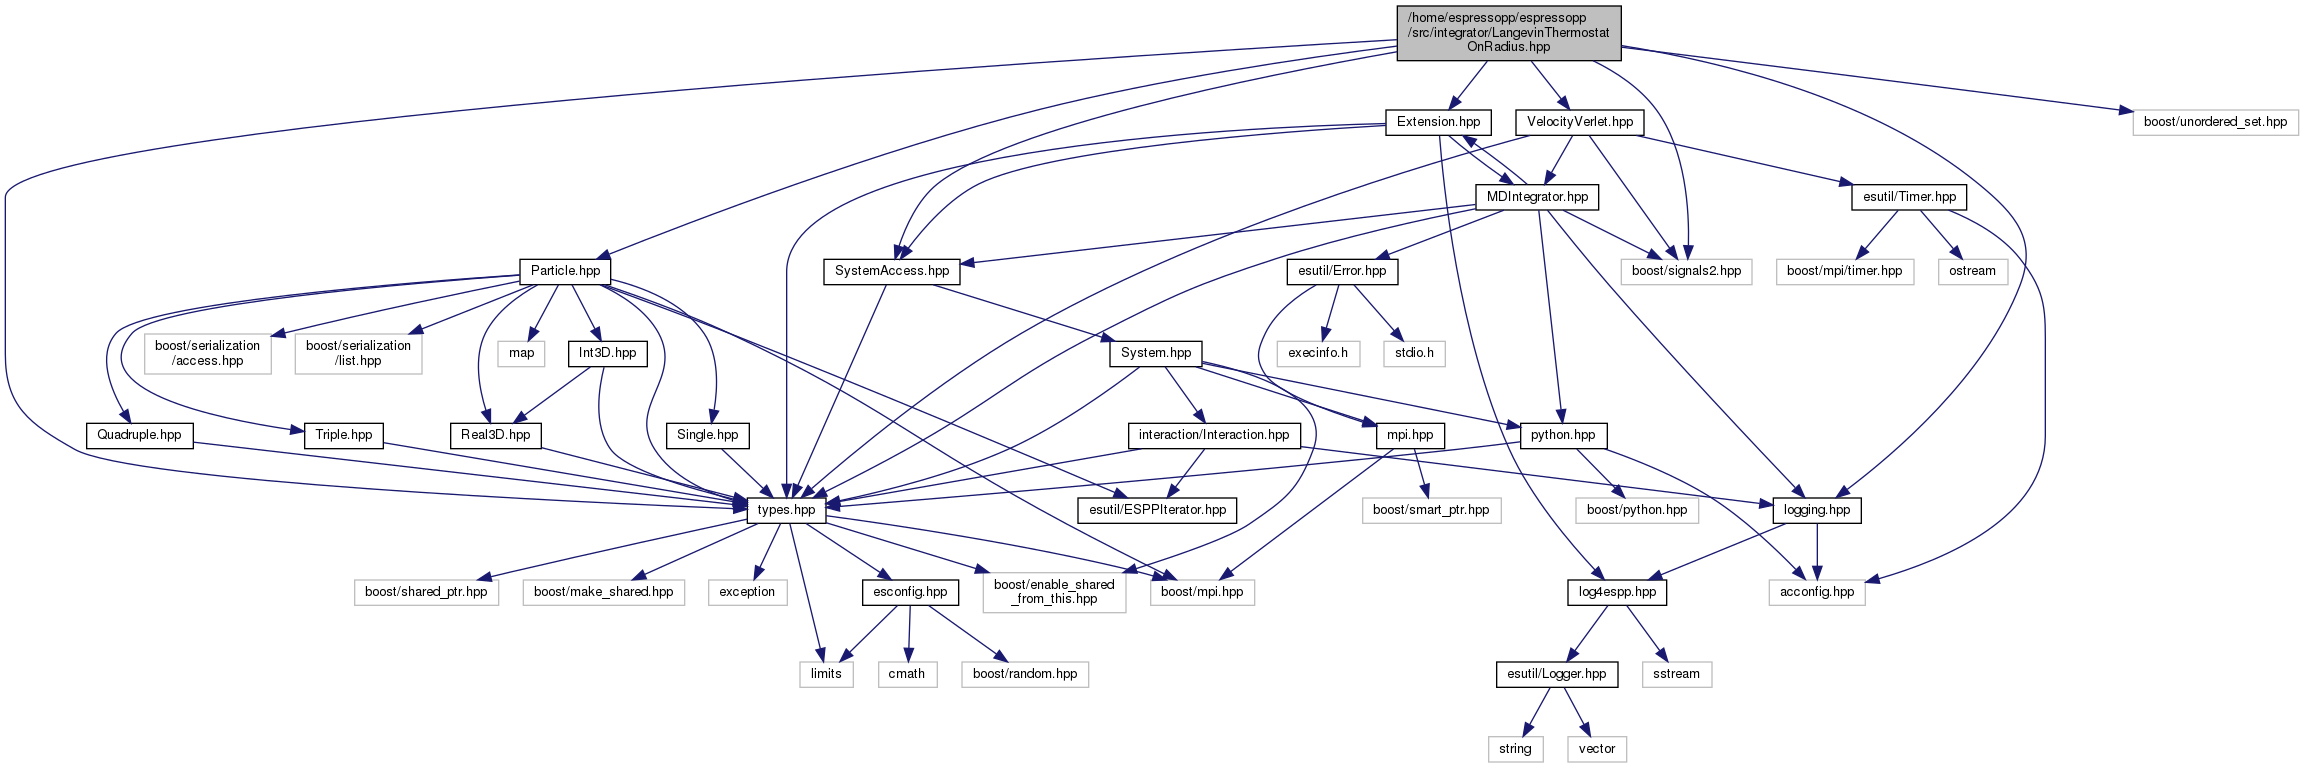 /home/espressopp/espressopp
/src/integrator/LangevinThermostat
OnRadius.hpp
Extension.hpp
VelocityVerlet.hpp
boost/unordered_set.hpp
MDIntegrator.hpp
esutil/Timer.hpp
Particle.hpp
SystemAccess.hpp
esutil/Error.hpp
boost/signals2.hpp
boost/mpi/timer.hpp
ostream
boost/serialization
/access.hpp
boost/serialization
/list.hpp
map
Int3D.hpp
System.hpp
execinfo.h
stdio.h
Quadruple.hpp
Triple.hpp
Real3D.hpp
Single.hpp
interaction/Interaction.hpp
mpi.hpp
python.hpp
types.hpp
esutil/ESPPIterator.hpp
boost/smart_ptr.hpp
boost/python.hpp
logging.hpp
boost/shared_ptr.hpp
boost/make_shared.hpp
exception
esconfig.hpp
boost/enable_shared
_from_this.hpp
boost/mpi.hpp
log4espp.hpp
acconfig.hpp
limits
cmath
boost/random.hpp
esutil/Logger.hpp
sstream
string
vector